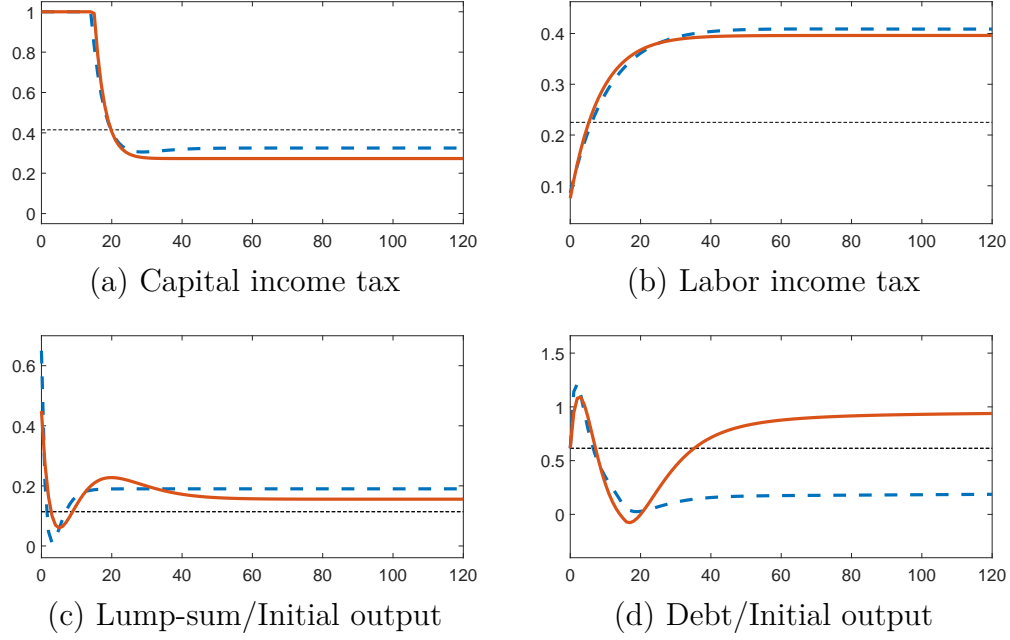 1
0.8
0.6
0.4
0.2
0
0 20 40 60 80 100 120
(a) Capital income tax
0.4
0.3
0.2
0.1
0 20 40 60 80 100 120
(b) Labor income tax
0.6
0.4
0.2
0
0 20 40 60 80 100 120
(c) Lump-sum/Initial output
1.5
1
0.5
0
0 20 40 60 80 100 120
(d) Debt/Initial output